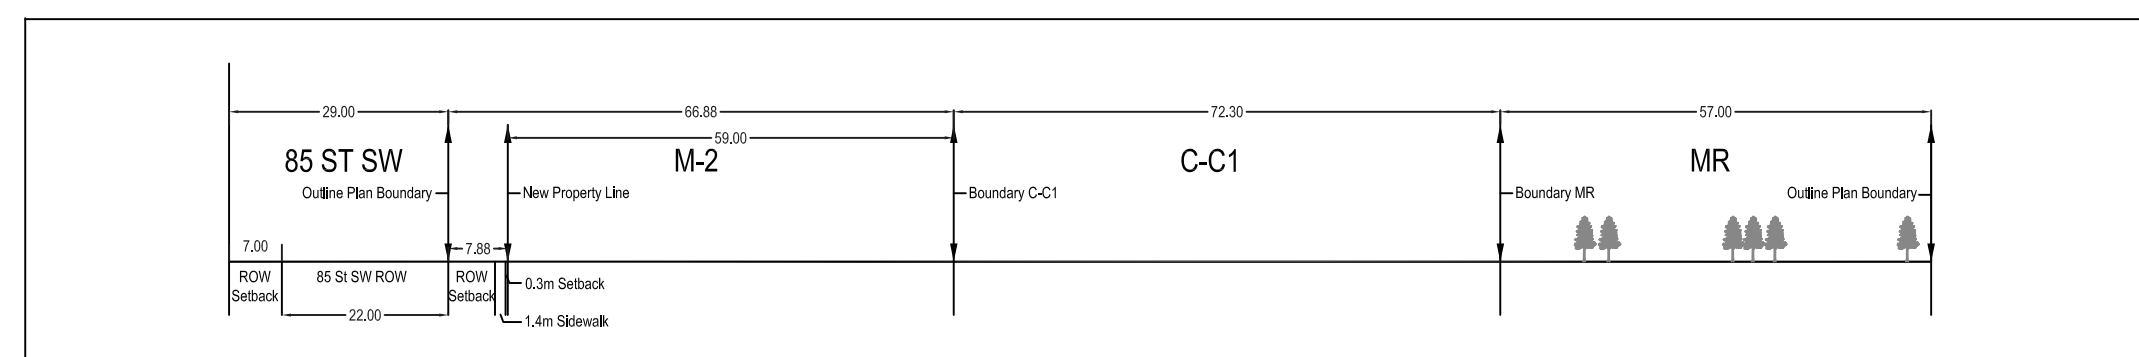 29.00 66.88 72.30 57.00
59.00
85 ST SW M-2 C-C1 MR
Outline Plan Boundary New Property Line Boundary C-C1 Boundary MR Outline Plan Boundary
7.00 7.88
ROW Setback
85 St SW ROW
ROW Setback
0.3m Setback
22.00
1.4m Sidewalk